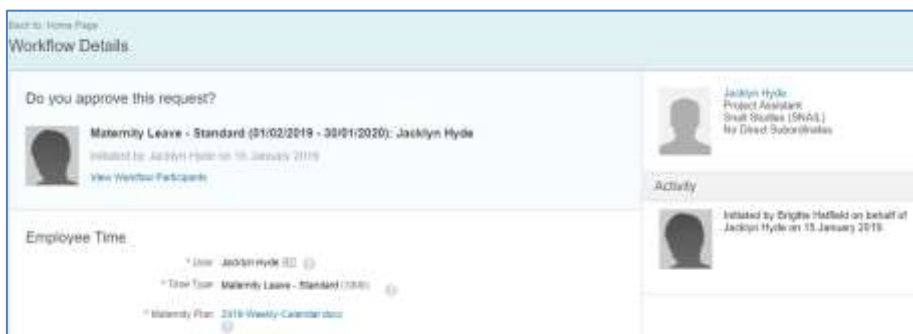 Back to: Home Page
Workflow Details
Do you approve this request?
Maternity Leave - Standard (01/02/2019 - 30/01/2020): Jacklyn Hyde
Initiated by Jacklyn Hyde on 15 January 2019
View Workflow Participants
Employee Time
* User Jacklyn Hyde
* Time Type Maternity Leave - Standard
* Maternity Plan 2019-Weekly-Calendar.docx
Jacklyn Hyde
Project Assistant
Snail Studies (SNAIL)
No Direct Subordinates
Activity
Initiated by Brigitte Hatfield on behalf of
Jacklyn Hyde on 15 January 2019